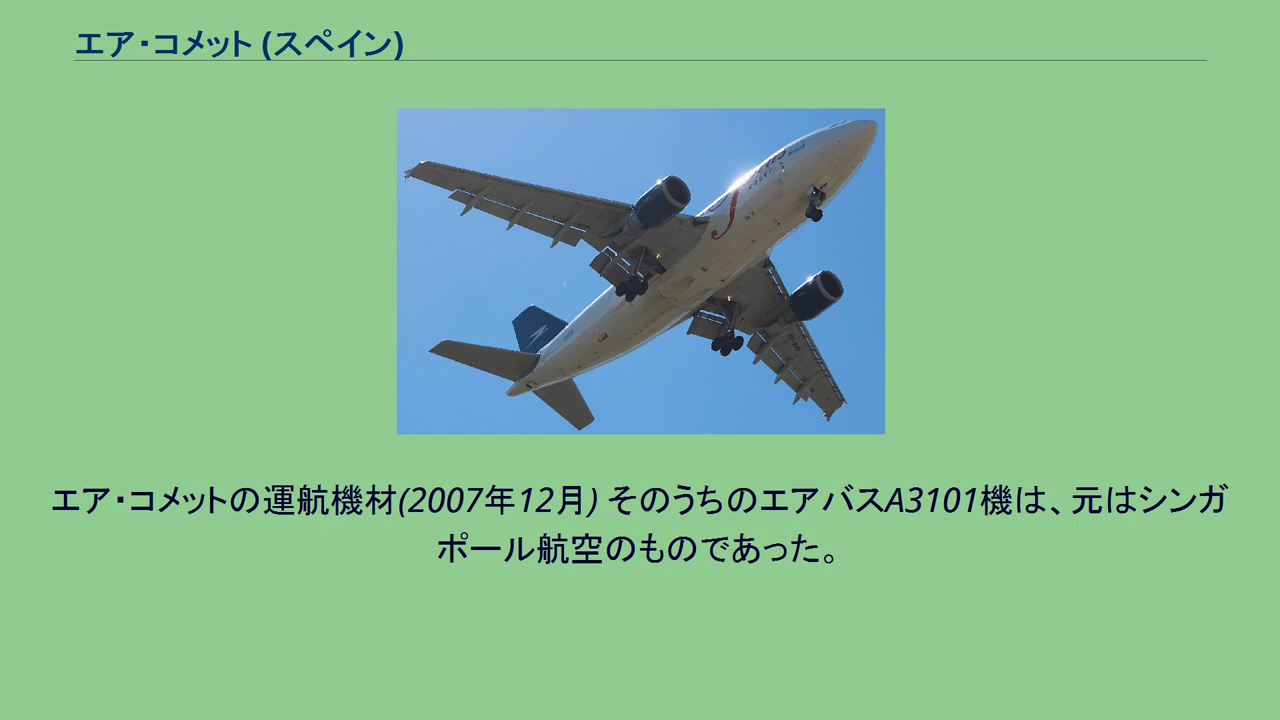 エア・コメット (スペイン)
エア・コメットの運航機材(2007年12月) そのうちのエアバスA3101機は、元はシンガ
ポール航空のものであった。